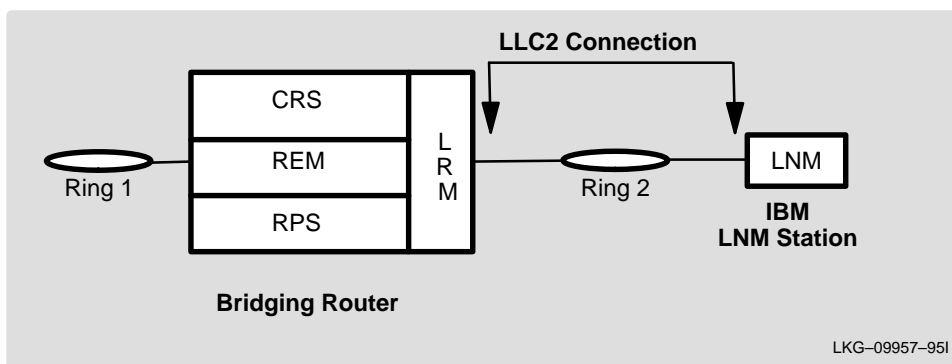 LLC2 Connection
CRS
REM
RPS
L
R
M
LNM
Ring 1
Ring 2
IBM
LNM Station
Bridging Router
LKG–09957–95I